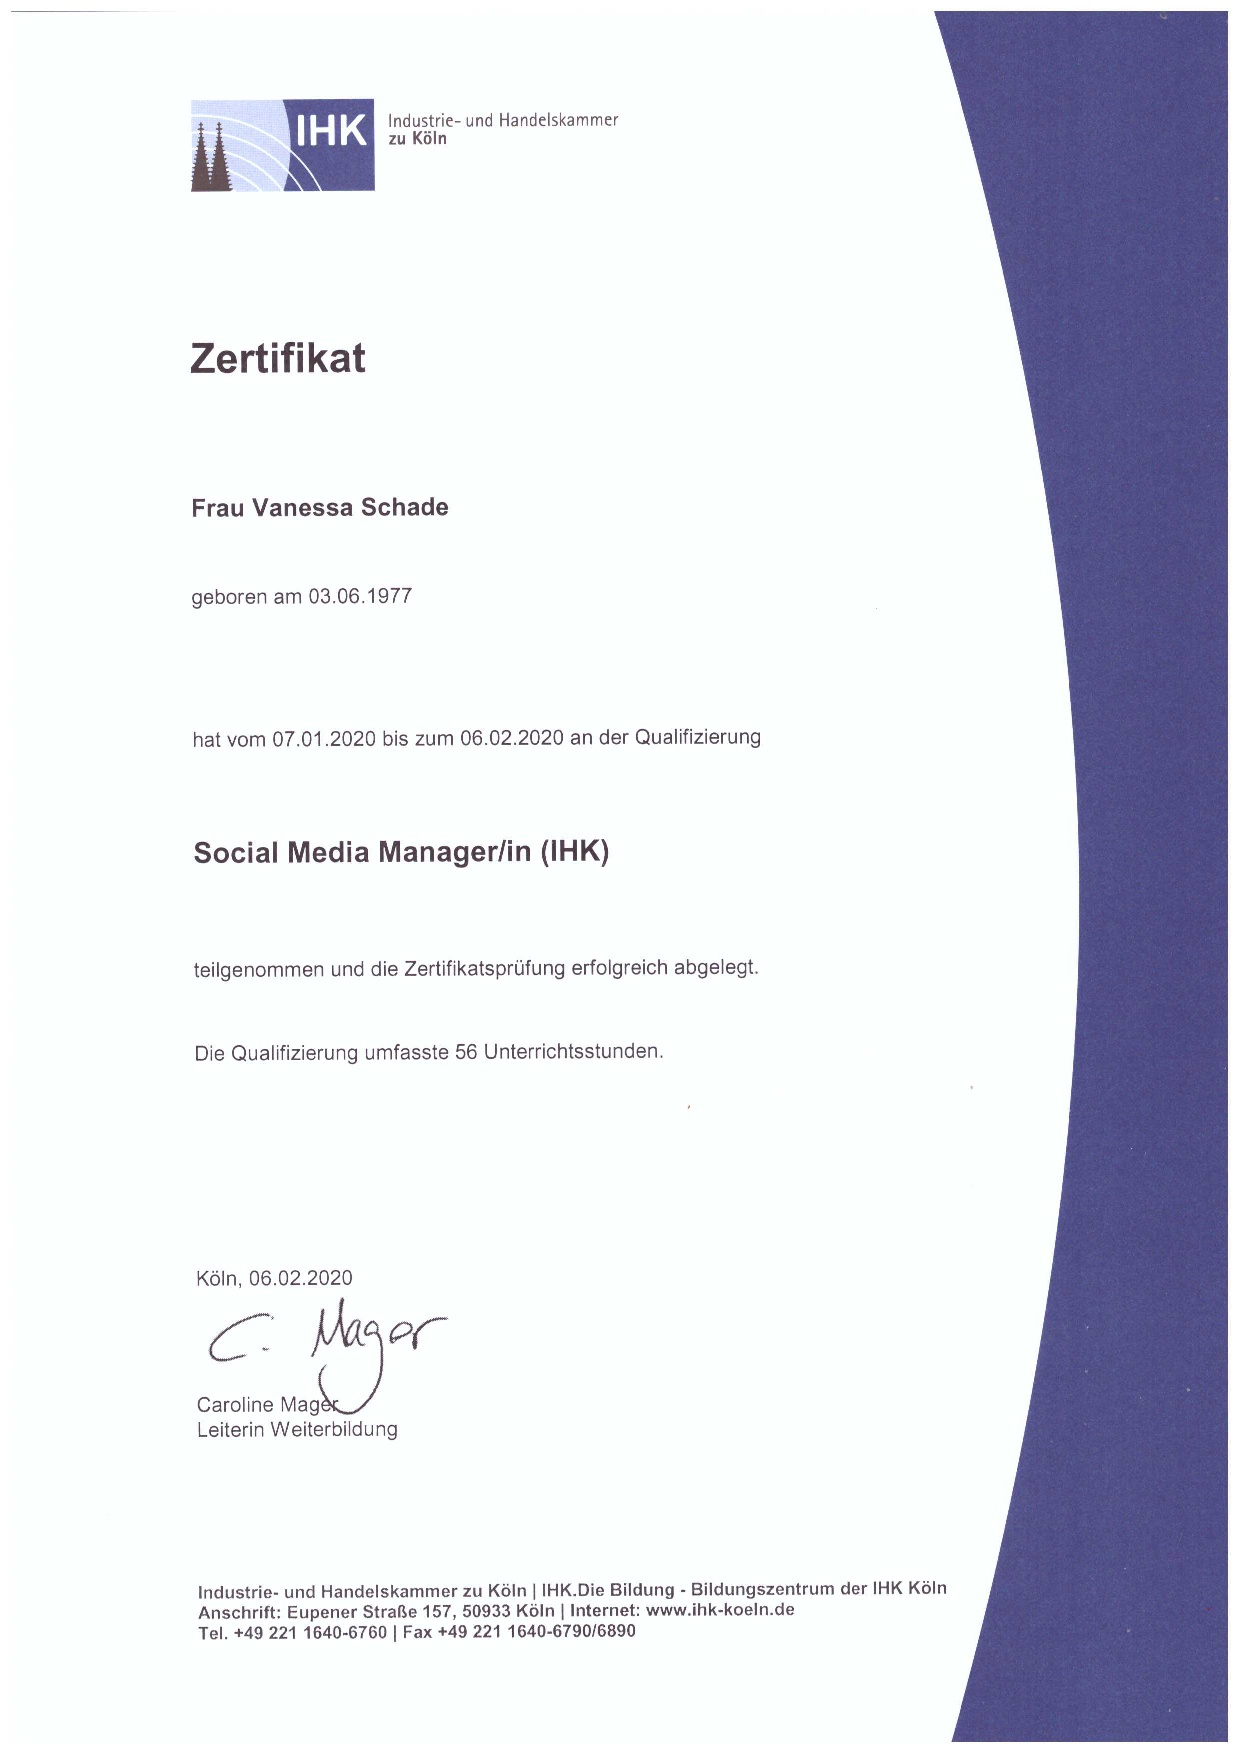 IHK
Industrie- und Handelskammer
zu Köln
Zertifikat
Frau Vanessa Schade
geboren am 03.06.1977
hat vom 07.01.2020 bis zum 06.02.2020 an der Qualifizierung
Social Media Manager/in (IHK)
teilgenommen und die Zertifikatsprüfung erfolgreich abgelegt.
Die Qualifizierung umfasste 56 Unterrichtsstunden.
Köln, 06.02.2020
C. Mager
Caroline Mager
Leiterin Weiterbildung
Industrie- und Handelskammer zu Köln | IHK.Die Bildung - Bildungszentrum der IHK Köln
Anschrift: Eupener Straße 157, 50933 Köln | Internet: www.ihk-koeln.de
Tel. +49 221 1640-6760 | Fax +49 221 1640-6790/6890